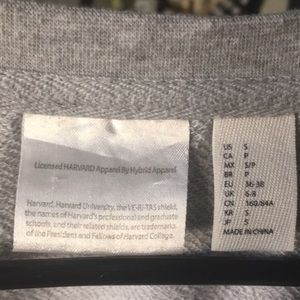 Licensed HARVARD Apparel By Hybrid Apparel
Harvard, Harvard University, the VE-RI-TAS shield,
the names of Harvard's professional and graduate
schools, and their related shields, are trademarks
of the President and Fellows of Harvard College.
US S
CA P
MX S/P
BR P
EU 36-38
UK 6-8
CN 160/84A
KR S
JP S
MADE IN CHINA